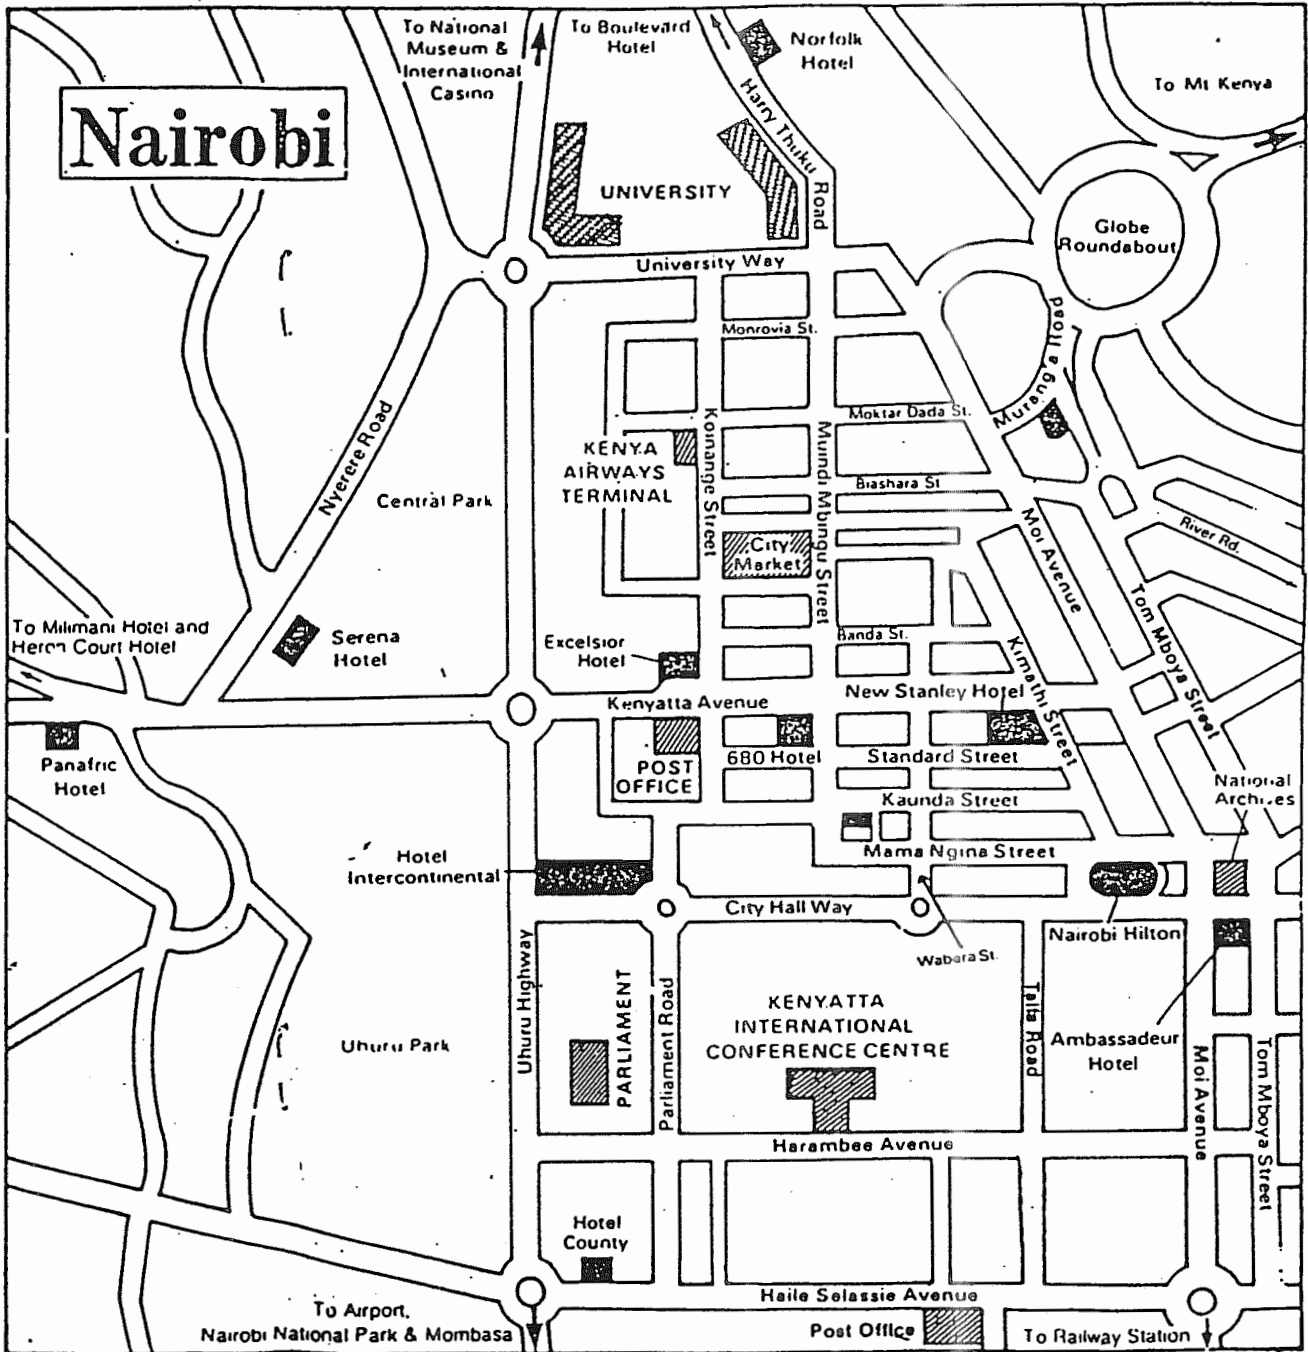 To National
Museum &
International
Casino
To Boulevard
Hotel
Norfolk
Hotel
To Mt Kenya
Nairobi
Harry Thuku
Road
UNIVERSITY
Globe
Roundabout
University Way
Monrovia St.
Murang'a Road
Moktar Dada St.
Nyerere Road
Koinange Street
Muindi Mbingu Street
KENYA
AIRWAYS
TERMINAL
Central Park
Biashara St
City
Market
Moi Avenue
River Rd.
Tom Mboya Street
To Milimani Hotel and
Heron Court Hotel
Serena
Hotel
Excelsior
Hotel
Banda St.
Kimathi Street
New Stanley Hotel
Kenyatta Avenue
Panafric
Hotel
POST
OFFICE
680 Hotel
Standard Street
National
Archives
Kaunda Street
Mama Ngina Street
Hotel
Intercontinental
City Hall Way
Nairobi Hilton
Wabera St.
Uhuru Highway
PARLIAMENT
Parliament Road
KENYATTA
INTERNATIONAL
CONFERENCE CENTRE
Taita Road
Ambassadeur
Hotel
Uhuru Park
Moi Avenue
Tom Mboya Street
Harambee Avenue
Hotel
County
Haile Selassie Avenue
To Airport,
Nairobi National Park & Mombasa
Post Office
To Railway Station